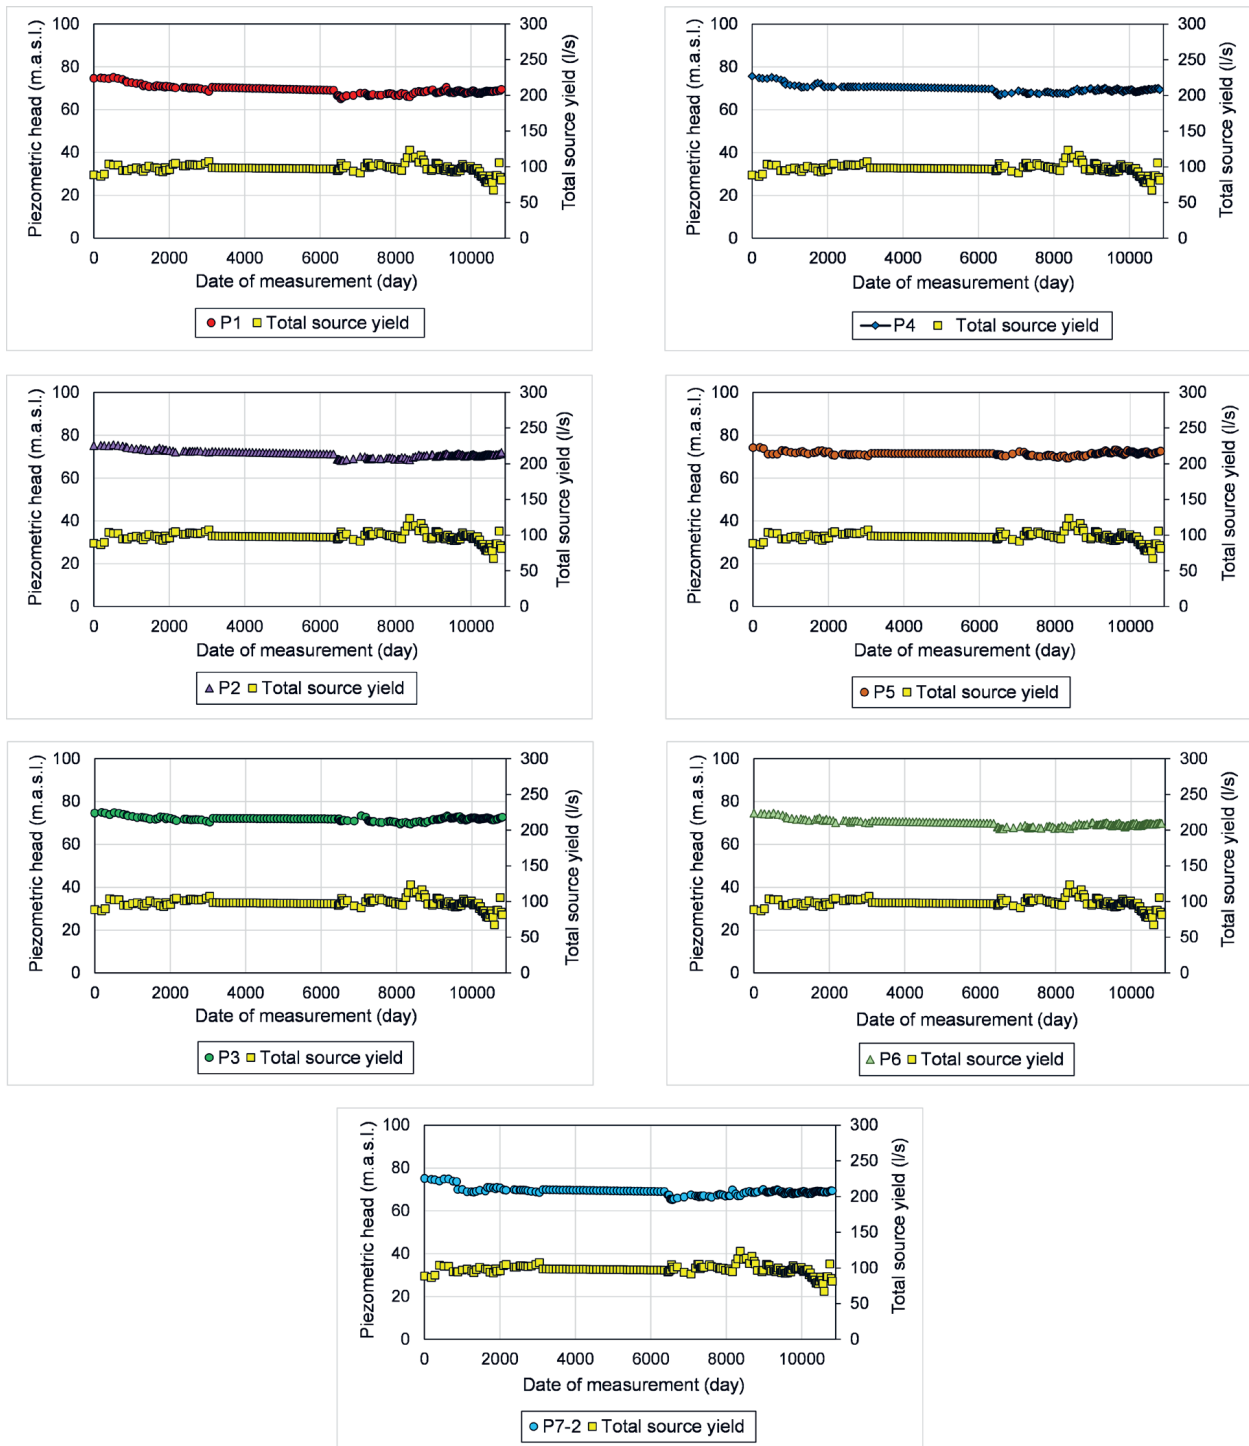 Piezometric head (m.a.s.l.)
100
80
60
40
20
0
300
250
200
150
100
50
0
Total source yield (l/s)
0 2000 4000 6000 8000 10000
Date of measurement (day)
P1 Total source yield
Piezometric head (m.a.s.l.)
100
80
60
40
20
0
300
250
200
150
100
50
0
Total source yield (l/s)
0 2000 4000 6000 8000 10000
Date of measurement (day)
P4 Total source yield
Piezometric head (m.a.s.l.)
100
80
60
40
20
0
300
250
200
150
100
50
0
Total source yield (l/s)
0 2000 4000 6000 8000 10000
Date of measurement (day)
P2 Total source yield
Piezometric head (m.a.s.l.)
100
80
60
40
20
0
300
250
200
150
100
50
0
Total source yield (l/s)
0 2000 4000 6000 8000 10000
Date of measurement (day)
P5 Total source yield
Piezometric head (m.a.s.l.)
100
80
60
40
20
0
300
250
200
150
100
50
0
Total source yield (l/s)
0 2000 4000 6000 8000 10000
Date of measurement (day)
P3 Total source yield
Piezometric head (m.a.s.l.)
100
80
60
40
20
0
300
250
200
150
100
50
0
Total source yield (l/s)
0 2000 4000 6000 8000 10000
Date of measurement (day)
P6 Total source yield
Piezometric head (m.a.s.l.)
100
80
60
40
20
0
300
250
200
150
100
50
0
Total source yield (l/s)
0 2000 4000 6000 8000 10000
Date of measurement (day)
P7-2 Total source yield